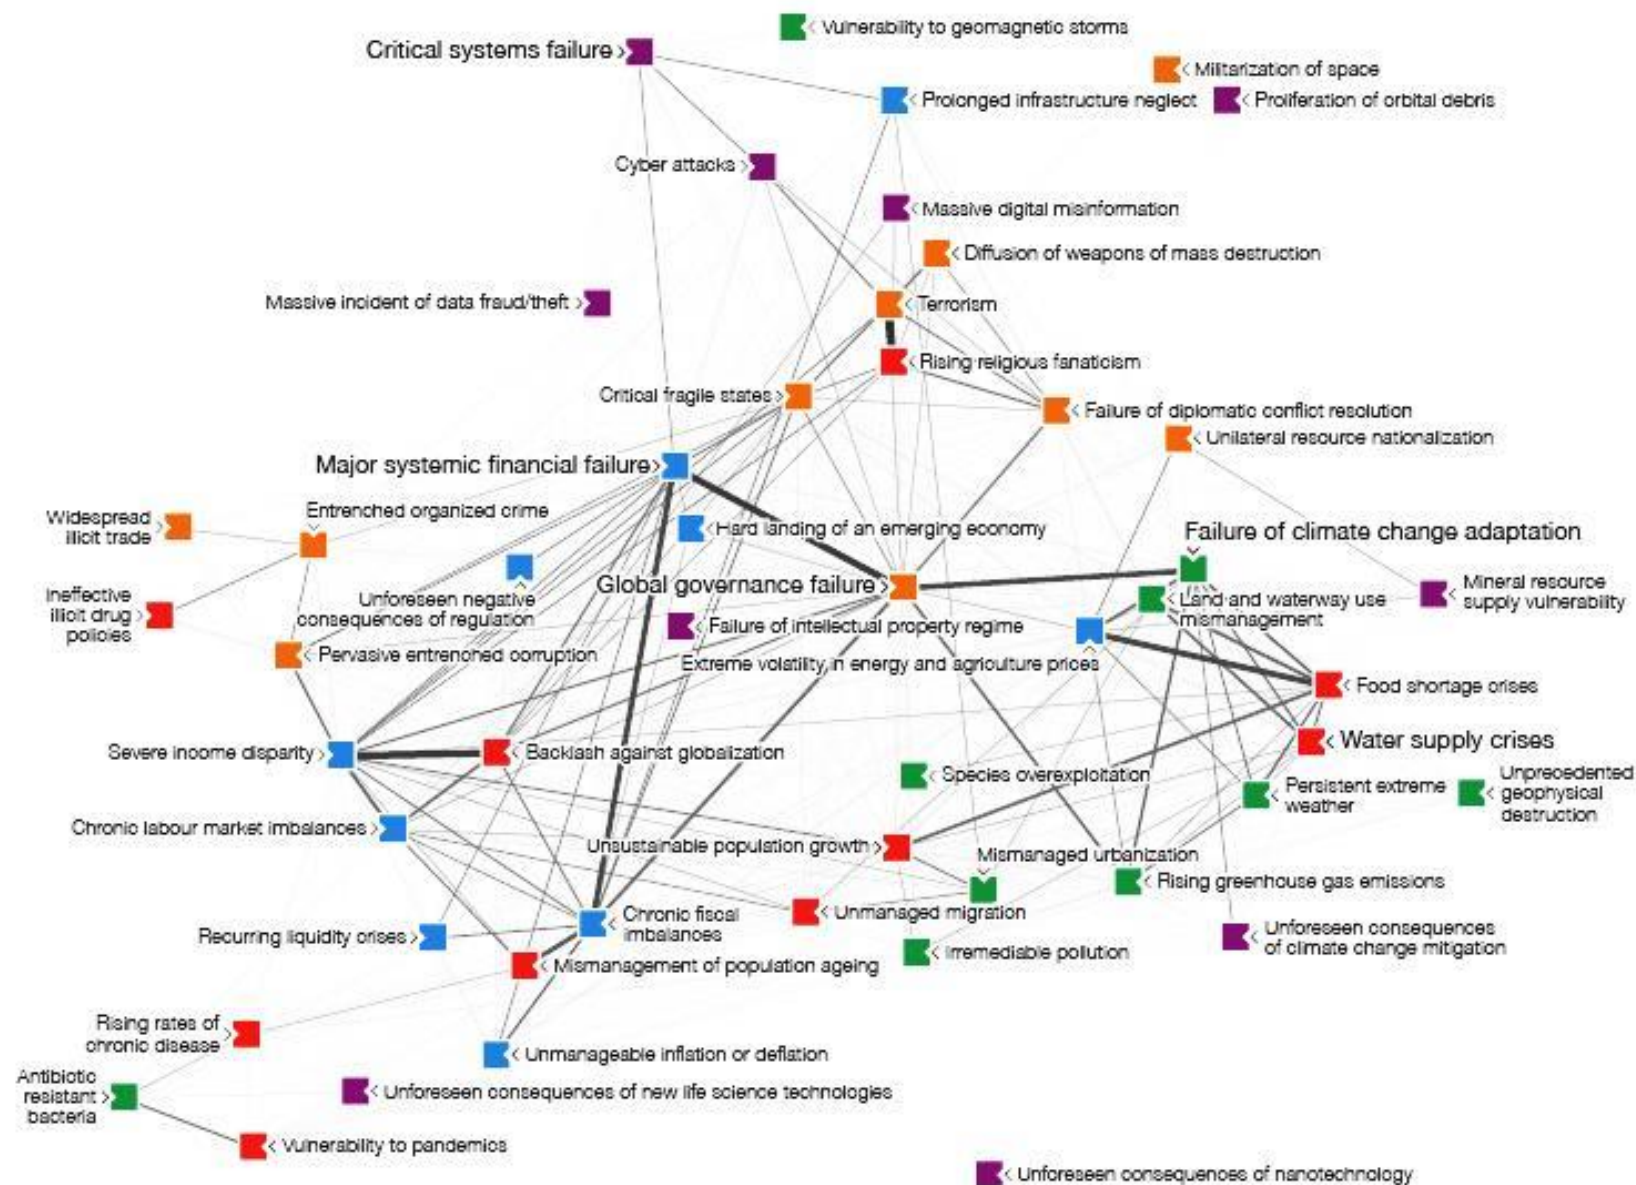 Vulnerability to geomagnetic storms
Critical systems failure
Militarization of space
Prolonged infrastructure neglect
Proliferation of orbital debris
Cyber attacks
Massive digital misinformation
Diffusion of weapons of mass destruction
Massive incident of data fraud/theft
Terrorism
Rising religious fanaticism
Critical fragile states
Failure of diplomatic conflict resolution
Unilateral resource nationalization
Major systemic financial failure
Widespread
illicit trade
Entrenched organized crime
Hard landing of an emerging economy
Failure of climate change adaptation
Global governance failure
Unforeseen negative
consequences of regulation
Ineffective
illicit drug
policies
Land and waterway use
mismanagement
Mineral resource
supply vulnerability
Failure of intellectual property regime
Pervasive entrenched corruption
Extreme volatility in energy and agriculture prices
Food shortage crises
Severe income disparity
Backlash against globalization
Water supply crises
Species overexploitation
Persistent extreme
weather
Unprecedented
geophysical
destruction
Chronic labour market imbalances
Unsustainable population growth
Mismanaged urbanization
Rising greenhouse gas emissions
Unmanaged migration
Chronic fiscal
imbalances
Recurring liquidity crises
Unforeseen consequences
of climate change mitigation
Irremediable pollution
Mismanagement of population ageing
Rising rates of
chronic disease
Unmanageable inflation or deflation
Antibiotic
resistant
bacteria
Unforeseen consequences of new life science technologies
Vulnerability to pandemics
Unforeseen consequences of nanotechnology